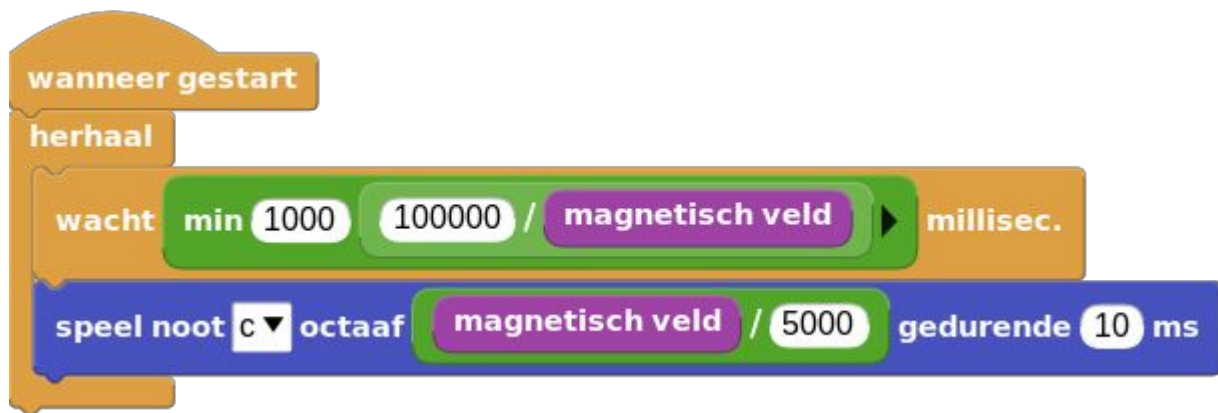 wanneer gestart
herhaal
wacht min 1000 100000 / magnetisch veld millisec.
speel noot c octaaf magnetisch veld / 5000 gedurende 10 ms